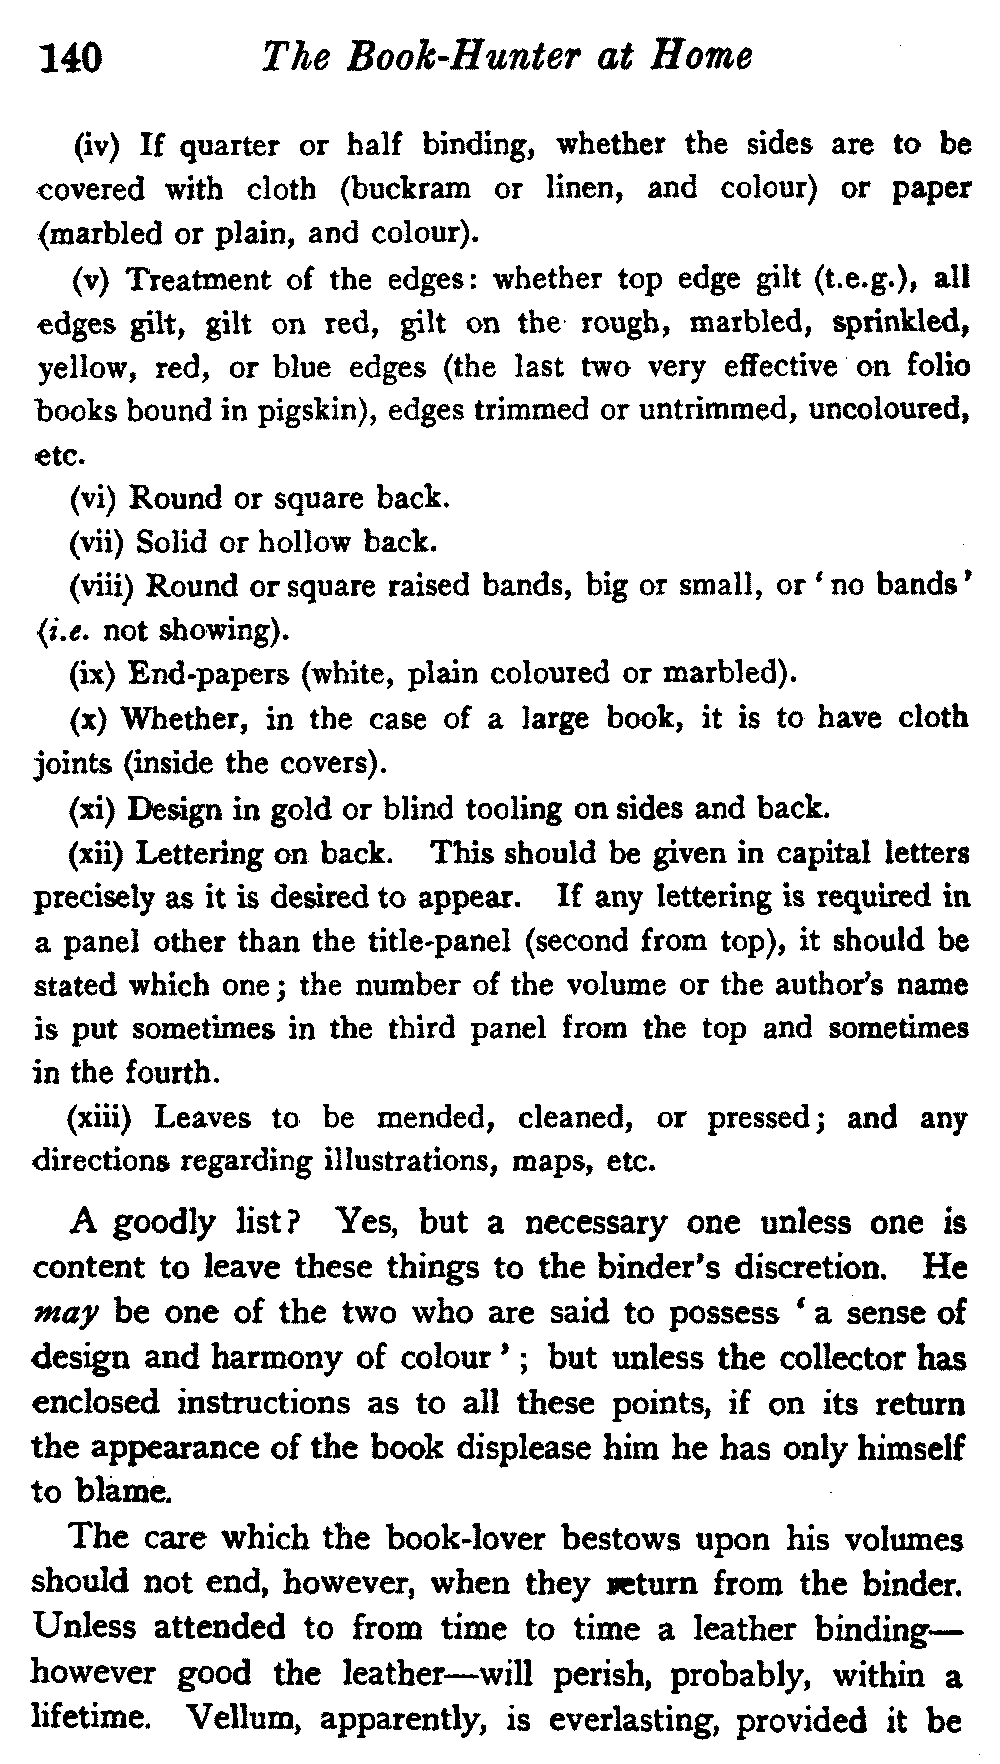 140 The Book-Hunter at Home
(iv) If quarter or half binding, whether the sides are to be
covered with cloth (buckram or linen, and colour) or paper
(marbled or plain, and colour).
(v) Treatment of the edges: whether top edge gilt (t.e.g.), all
edges gilt, gilt on red, gilt on the rough, marbled, sprinkled,
yellow, red, or blue edges (the last two very effective on folio
books bound in pigskin), edges trimmed or untrimmed, uncoloured,
etc.
(vi) Round or square back.
(vii) Solid or hollow back.
(viii) Round or square raised bands, big or small, or ‘no bands’
(i.e. not showing).
(ix) End-papers (white, plain coloured or marbled).
(x) Whether, in the case of a large book, it is to have cloth
joints (inside the covers).
(xi) Design in gold or blind tooling on sides and back.
(xii) Lettering on back. This should be given in capital letters
precisely as it is desired to appear. If any lettering is required in
a panel other than the title-panel (second from top), it should be
stated which one; the number of the volume or the author's name
is put sometimes in the third panel from the top and sometimes
in the fourth.
(xiii) Leaves to be mended, cleaned, or pressed; and any
directions regarding illustrations, maps, etc.
A goodly list? Yes, but a necessary one unless one is
content to leave these things to the binder's discretion. He
may be one of the two who are said to possess ‘a sense of
design and harmony of colour’; but unless the collector has
enclosed instructions as to all these points, if on its return
the appearance of the book displease him he has only himself
to blame.
The care which the book-lover bestows upon his volumes
should not end, however, when they return from the binder.
Unless attended to from time to time a leather binding—
however good the leather—will perish, probably, within a
lifetime. Vellum, apparently, is everlasting, provided it be